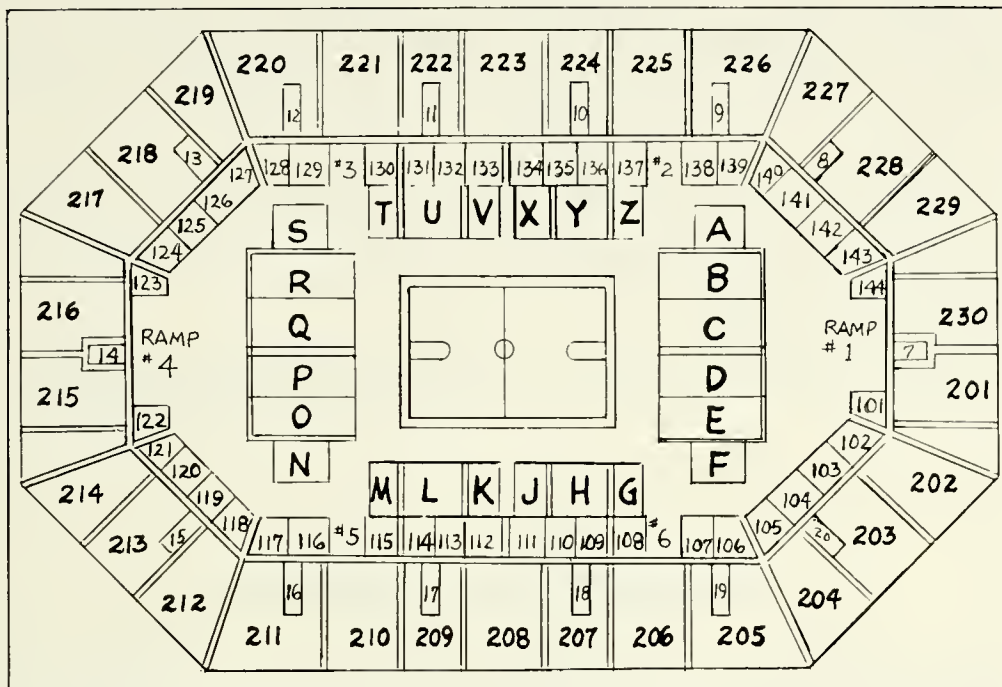 220 221 222 223 224 225 226
219 12 11 10 9 227
218 13 8 228
217 127 128 129 #3 130 131 132 133 134 135 136 137 #2 138 139 140 229
126 141
125 T U V X Y Z 142
124 S A 143
123 144
R B
216 230
RAMP #4 Q C RAMP #1
14 7
P D
215 201
O E
122 101
121 N F 102
120 M L K J H G 103
214 119 104 202
118 105
213 15 117 116 #5 115 114 113 112 111 110 109 108 #6 107 106 20 203
212 16 17 18 19 204
211 210 209 208 207 206 205